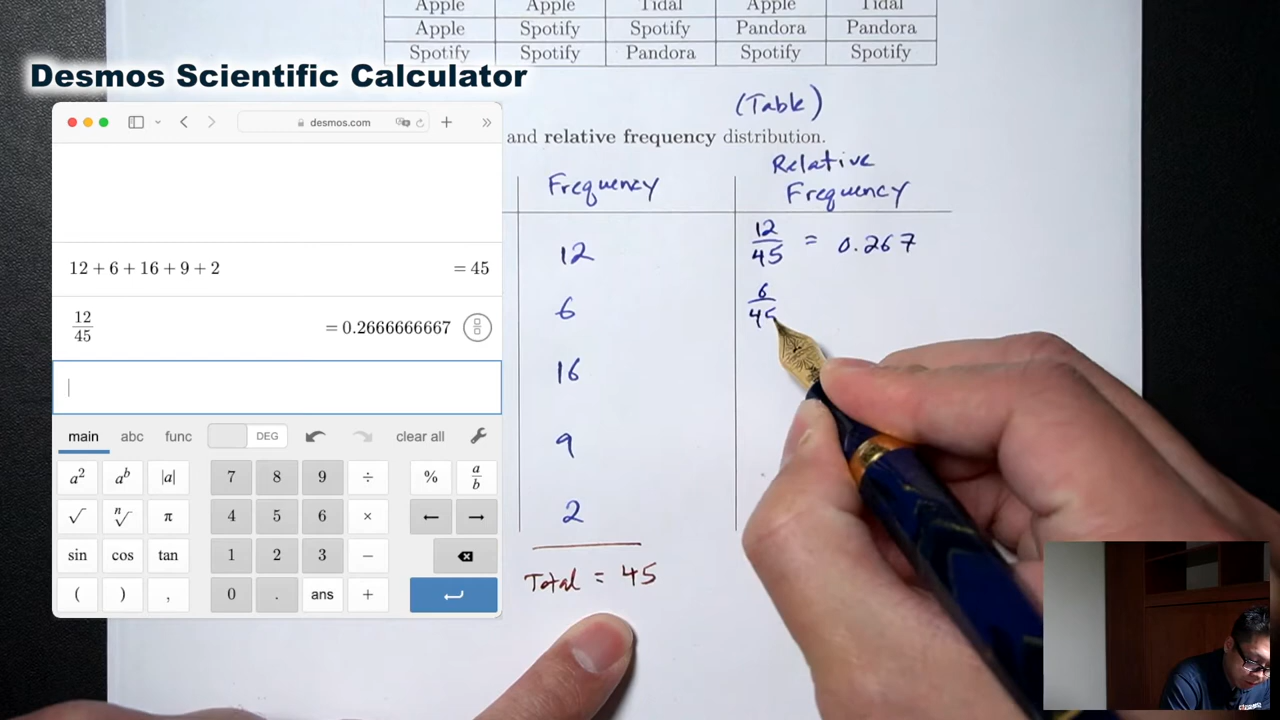 Apple Apple Tidal Apple Tidal
Apple Spotify Spotify Pandora Pandora
Spotify Spotify Pandora Spotify Spotify
Desmos Scientific Calculator
desmos.com
(Table)
and relative frequency distribution.
Frequency
Relative Frequency
12 12/45 = 0.267
6 6/45
16
9
2
Total = 45
12 + 6 + 16 + 9 + 2 = 45
12/45 = 0.2666666667
main abc func DEG clear all
a² aᵇ |a| 7 8 9 ÷ % a/b
√ ⁿ√ π 4 5 6 × ← →
sin cos tan 1 2 3 −
( ) , 0 . ans +